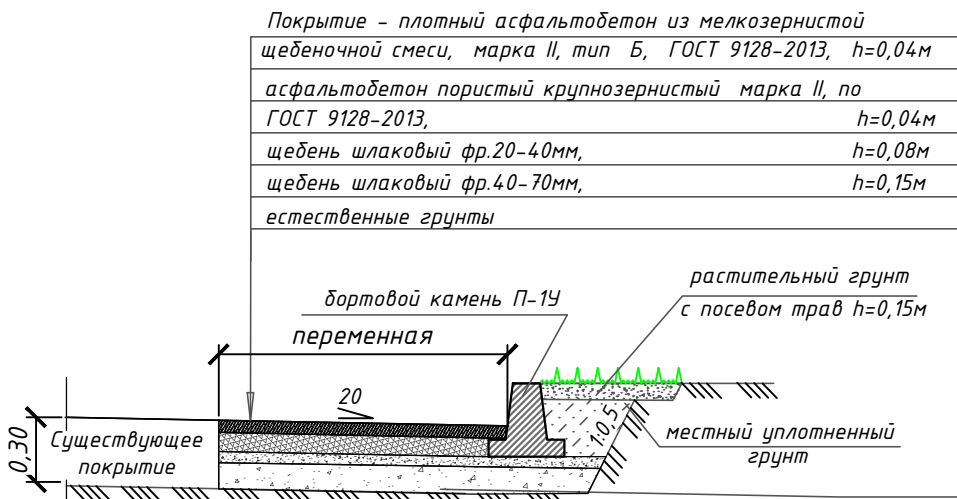 Покрытие - плотный асфальтобетон из мелкозернистой
щебеночной смеси, марка II, тип Б, ГОСТ 9128-2013, h=0,04м
асфальтобетон пористый крупнозернистый марка II, по
ГОСТ 9128-2013, h=0,04м
щебень шлаковый фр.20-40мм, h=0,08м
щебень шлаковый фр.40-70мм, h=0,15м
естественные грунты
растительный грунт
с посевом трав h=0,15м
бортовой камень П-1У
переменная
20
1:0,5
0,30
Существующее
покрытие
местный уплотненный
грунт